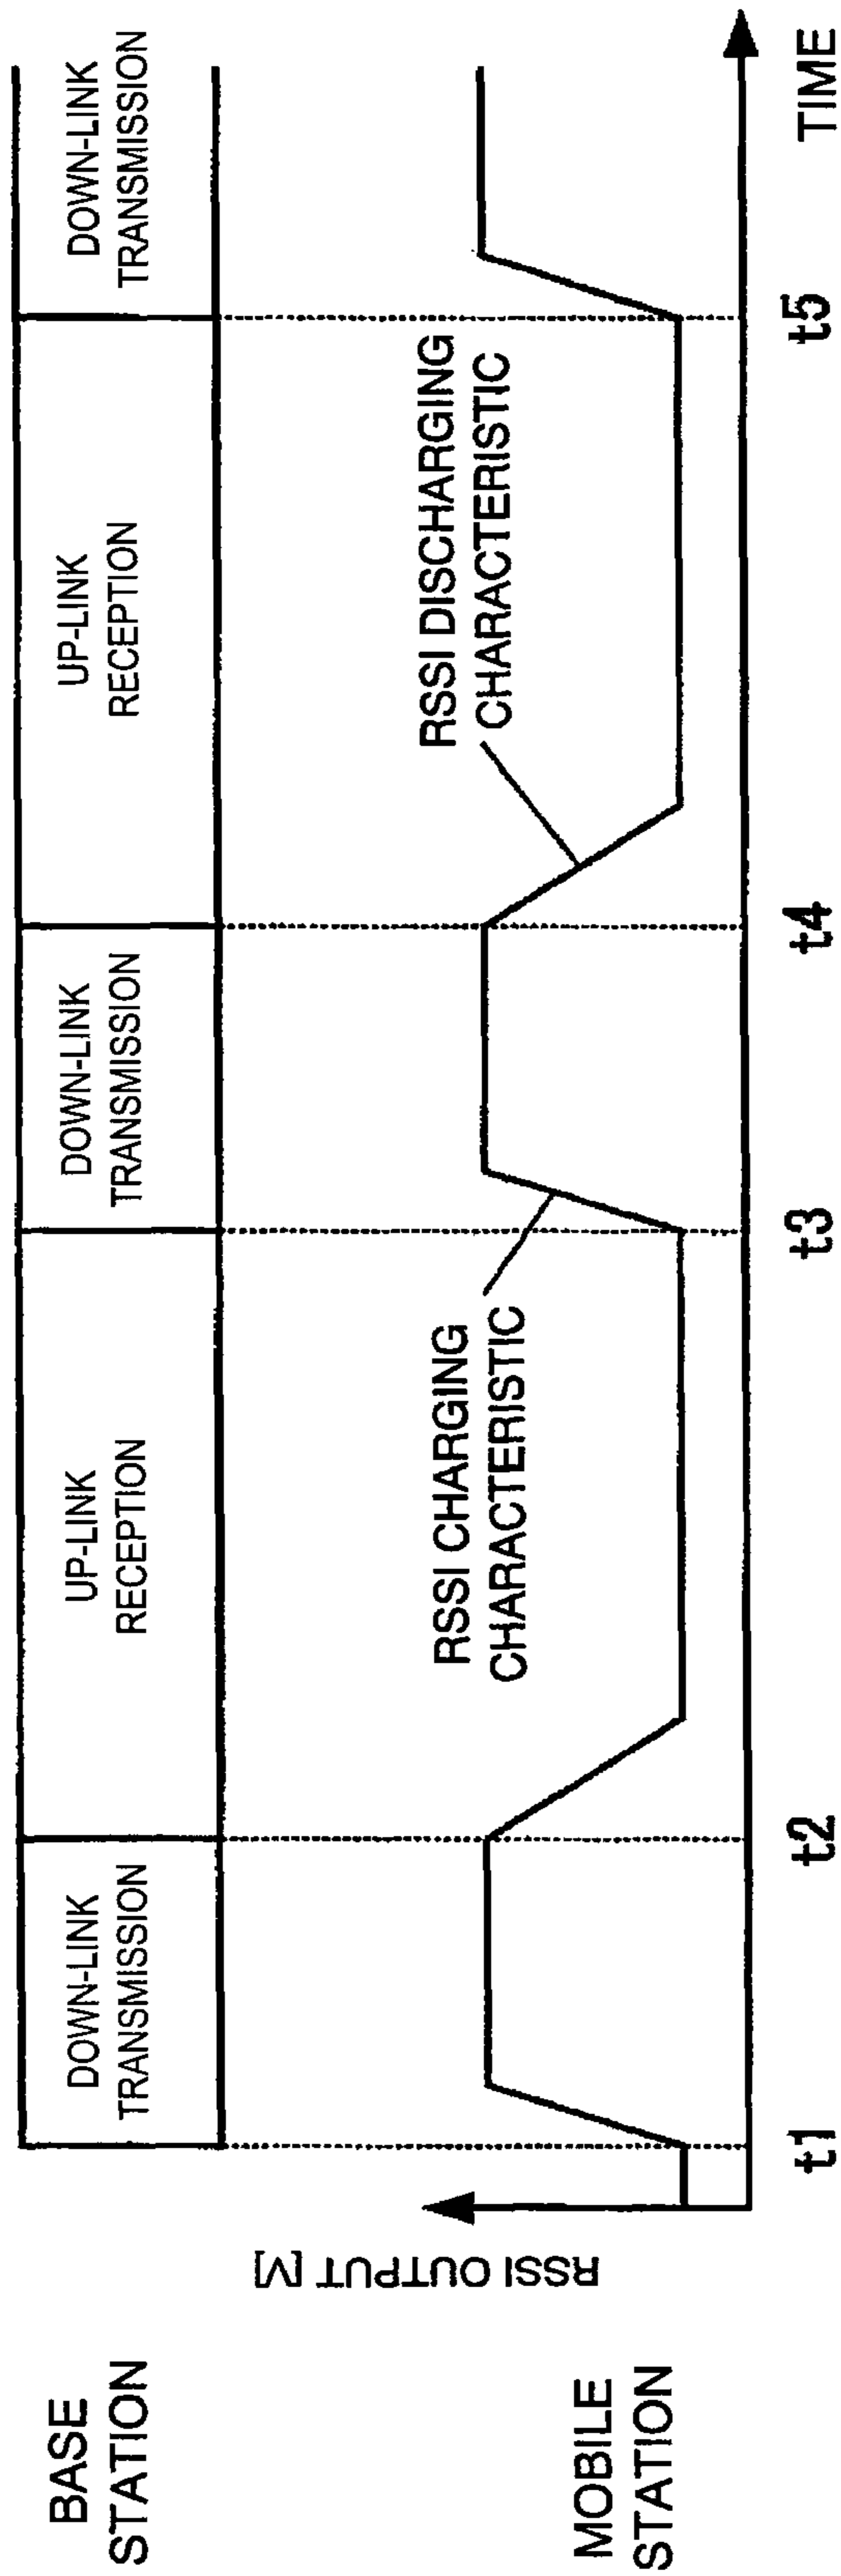 BASE
STATION
DOWN-LINK
TRANSMISSION
UP-LINK
RECEPTION
DOWN-LINK
TRANSMISSION
UP-LINK
RECEPTION
DOWN-LINK
TRANSMISSION
MOBILE
STATION
RSSI OUTPUT [V]
RSSI CHARGING
CHARACTERISTIC
RSSI DISCHARGING
CHARACTERISTIC
t1
t2
t3
t4
t5
TIME